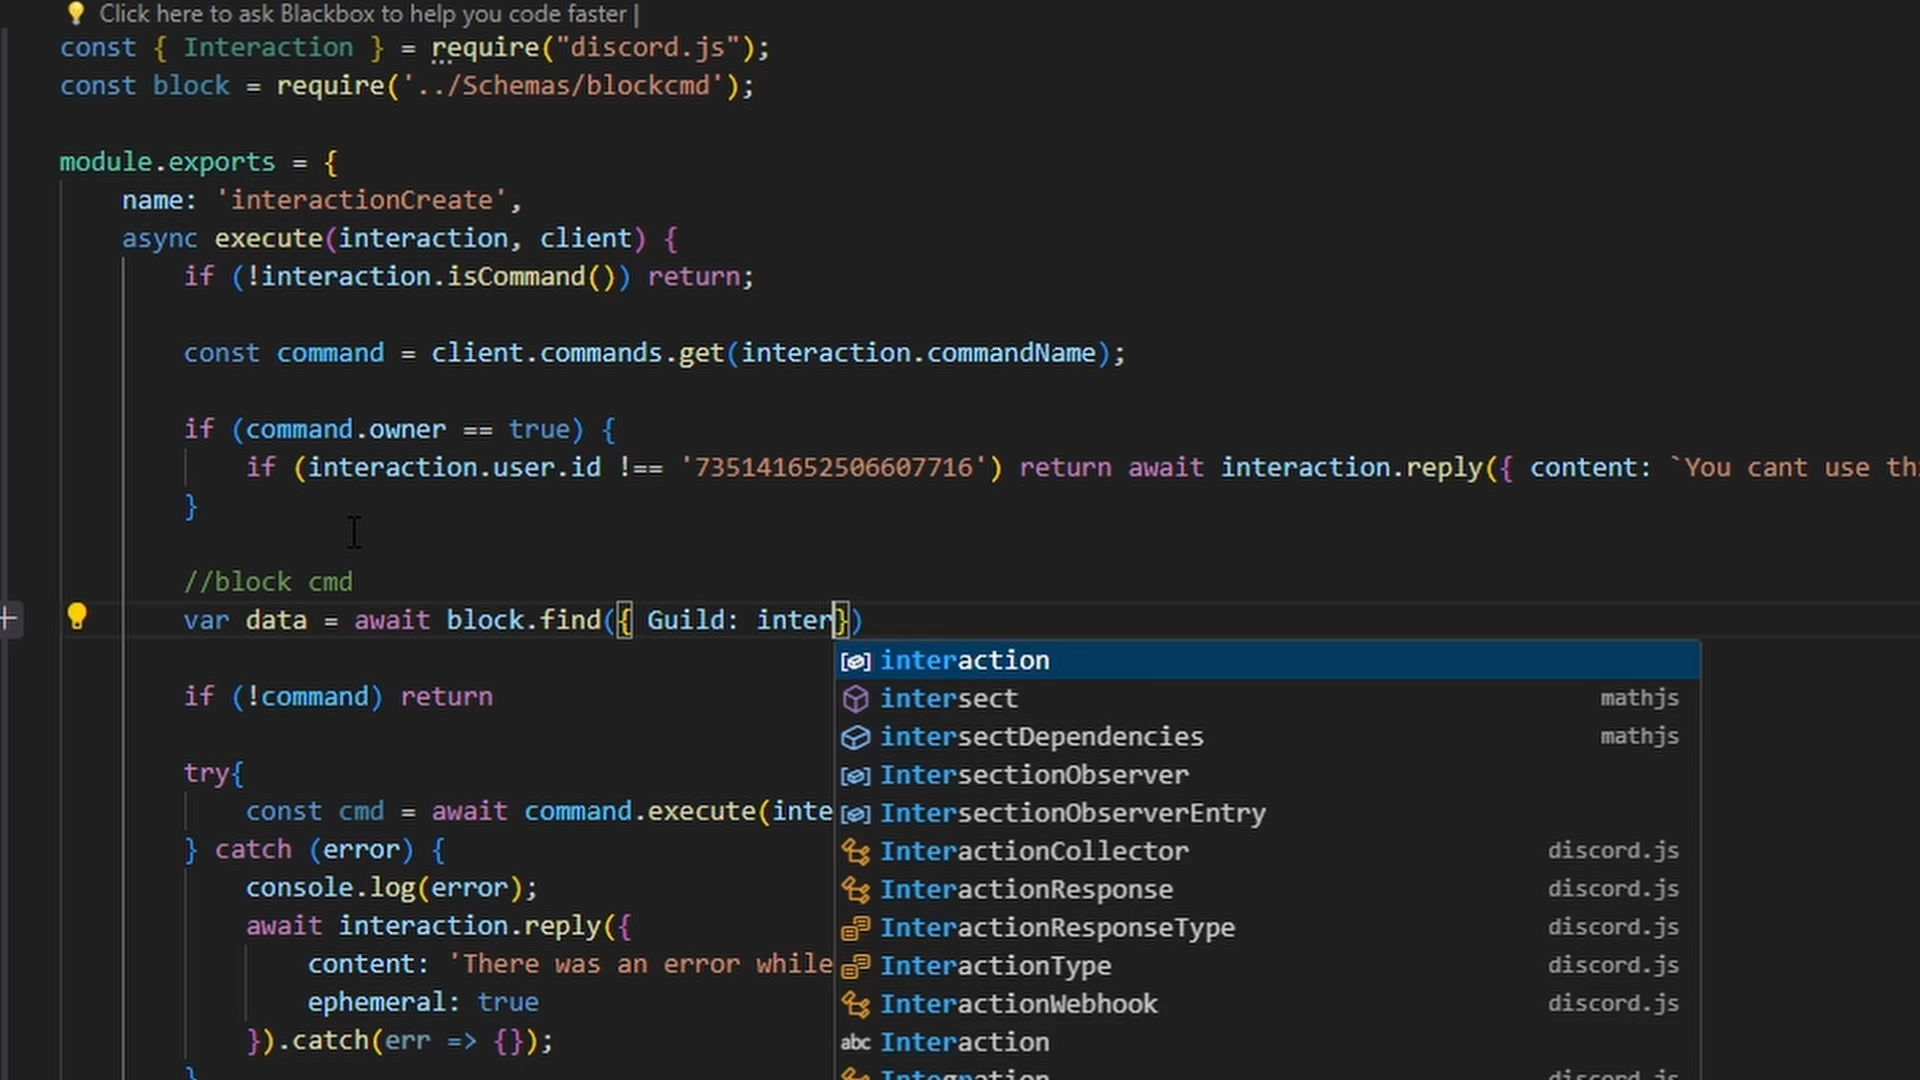 Click here to ask Blackbox to help you code faster |
const { Interaction } = require("discord.js");
const block = require('../Schemas/blockcmd');
module.exports = {
name: 'interactionCreate',
async execute(interaction, client) {
if (!interaction.isCommand()) return;
const command = client.commands.get(interaction.commandName);
if (command.owner == true) {
if (interaction.user.id !== '735141652506607716') return await interaction.reply({ content: `You cant use thi
}
//block cmd
var data = await block.find({ Guild: inter})
interaction
intersect mathjs
if (!command) return
intersectDependencies mathjs
IntersectionObserver
try{
IntersectionObserverEntry
const cmd = await command.execute(inte
InteractionCollector discord.js
} catch (error) {
InteractionResponse discord.js
console.log(error);
InteractionResponseType discord.js
await interaction.reply({
InteractionType discord.js
content: 'There was an error while
InteractionWebhook discord.js
ephemeral: true
abc Interaction
}).catch(err => {});
Integration discord.js
}